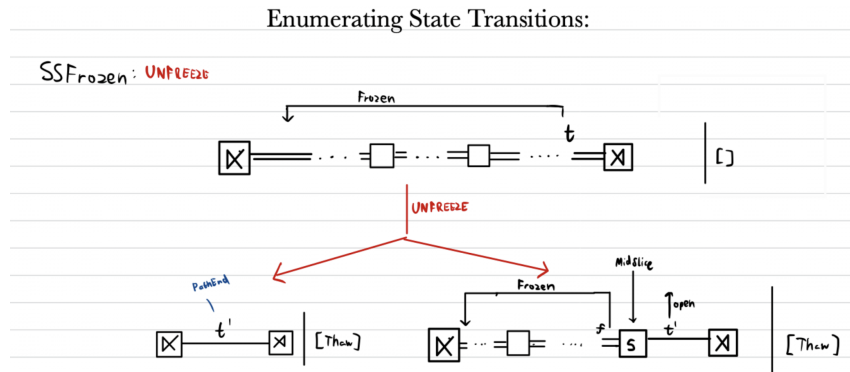 Enumerating State Transitions:
SSFrozen: UNFREEZE
Frozen
t
[]
UNFREEZE
Midslice
PathEnd
Frozen
open
t'
[Thaw]
f
S
t'
[Thaw]